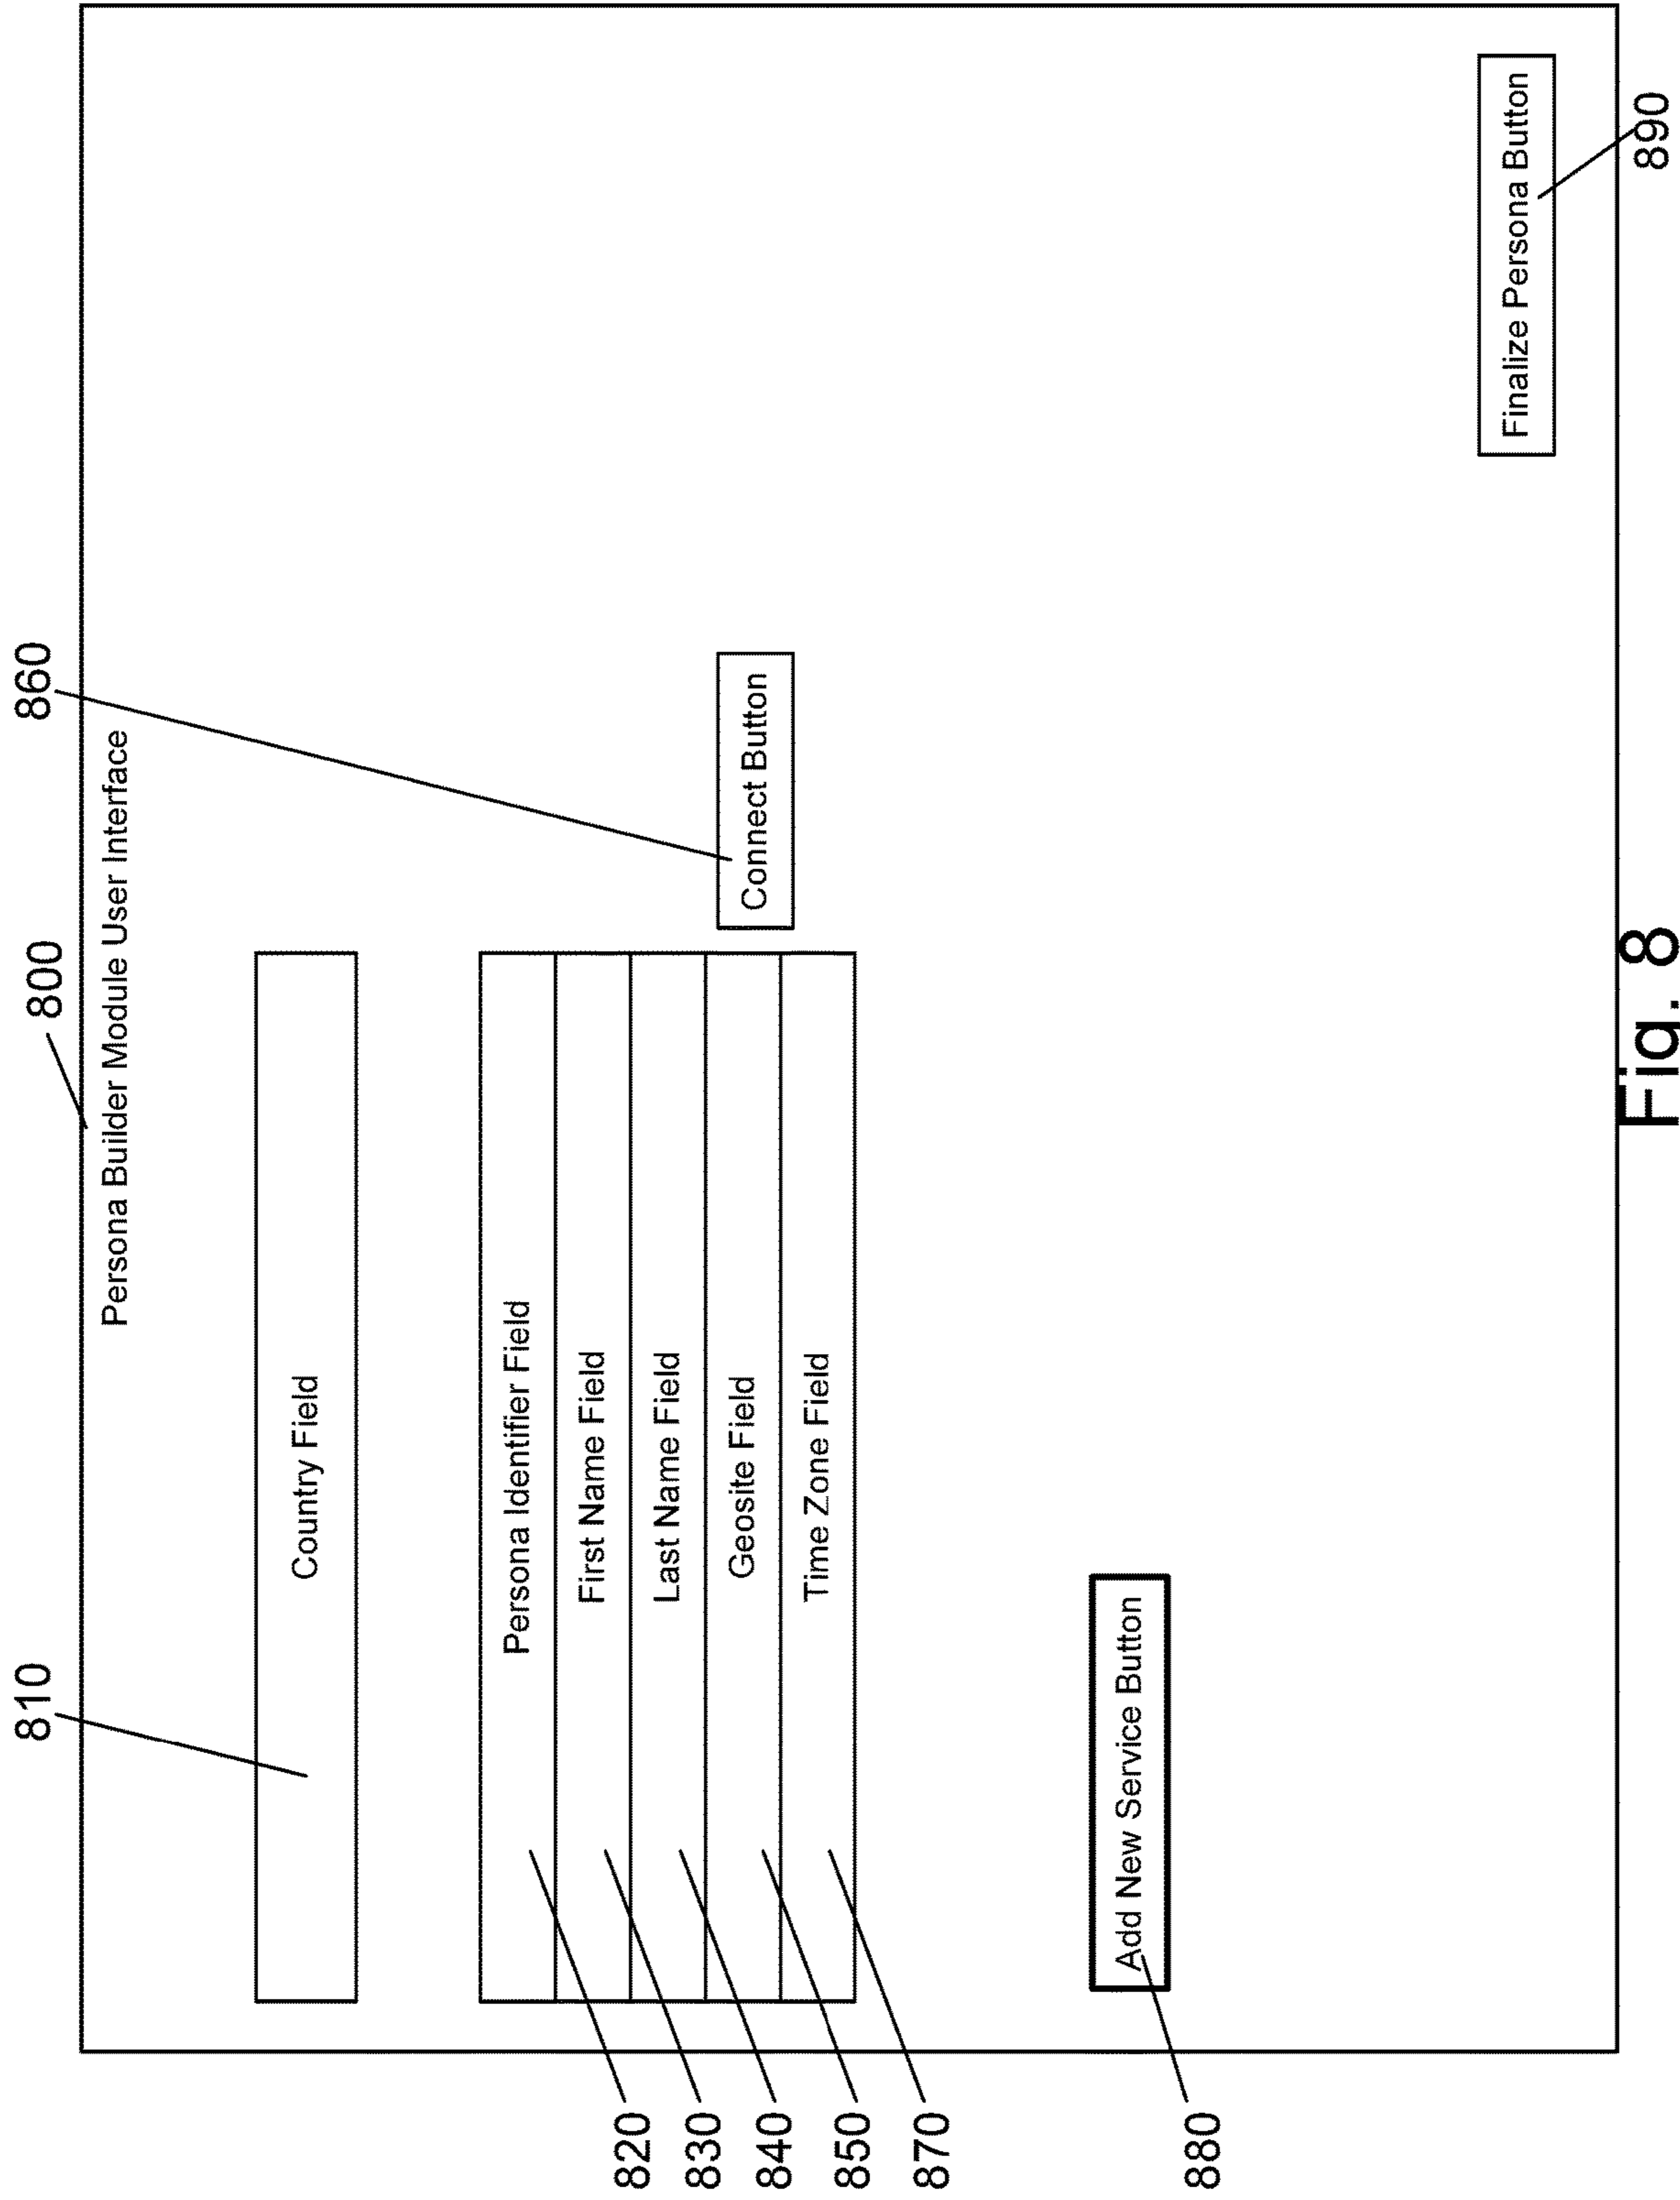 800
860
810
Persona Builder Module User Interface
Country Field
Persona Identifier Field
First Name Field
Last Name Field
Geosite Field
Connect Button
Time Zone Field
820
830
840
850
870
Add New Service Button
880
Finalize Persona Button
890
Fig. 8